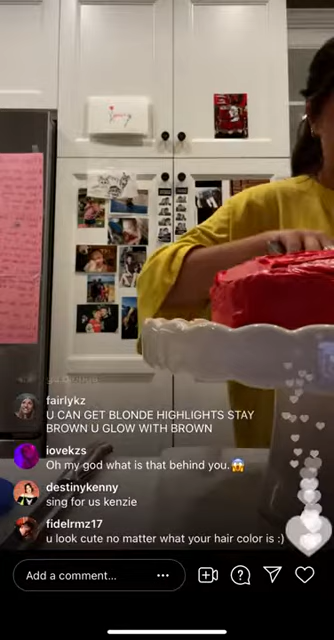 fairlykz
U CAN GET BLONDE HIGHLIGHTS STAY
BROWN U GLOW WITH BROWN
iovekzs
Oh my god what is that behind you.😱
destinykenny
sing for us kenzie
fidelrmz17
u look cute no matter what your hair color is :)
Add a comment...